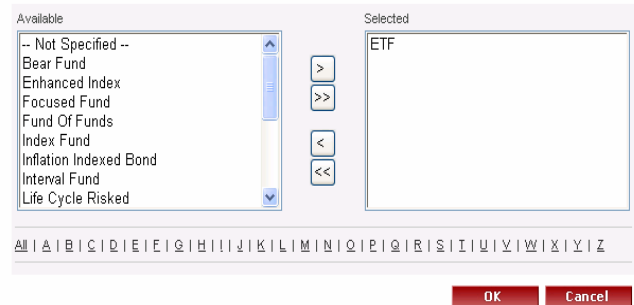 Available Selected
-- Not Specified -- ETF
Bear Fund
Enhanced Index
Focused Fund
Fund Of Funds
Index Fund
Inflation Indexed Bond
Interval Fund
Life Cycle Risked
>
>>
<
<<
All | A | B | C | D | E | F | G | H | I | J | K | L | M | N | O | P | Q | R | S | T | U | V | W | X | Y | Z
OK Cancel